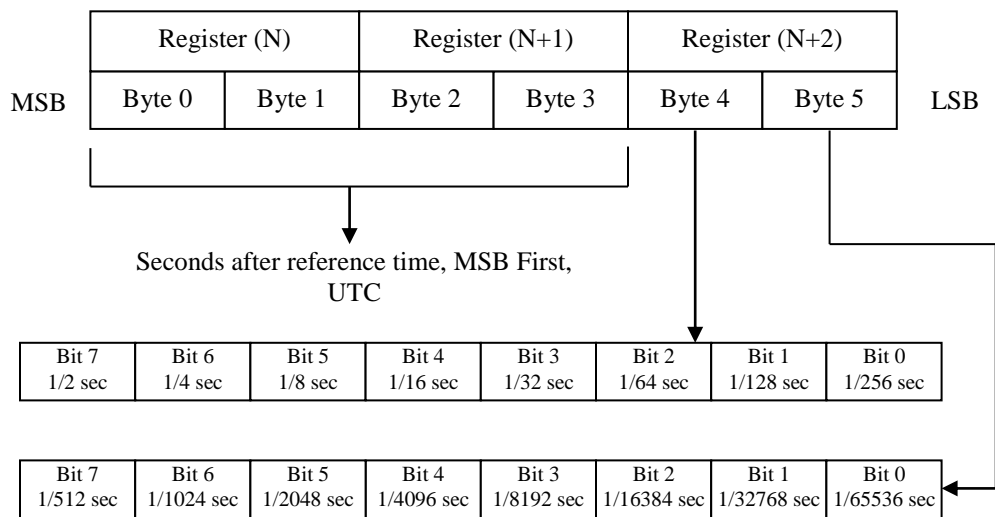 Register (N) Register (N+1) Register (N+2)
MSB Byte 0 Byte 1 Byte 2 Byte 3 Byte 4 Byte 5 LSB
Seconds after reference time, MSB First,
UTC
Bit 7 Bit 6 Bit 5 Bit 4 Bit 3 Bit 2 Bit 1 Bit 0
1/2 sec 1/4 sec 1/8 sec 1/16 sec 1/32 sec 1/64 sec 1/128 sec 1/256 sec
Bit 7 Bit 6 Bit 5 Bit 4 Bit 3 Bit 2 Bit 1 Bit 0
1/512 sec 1/1024 sec 1/2048 sec 1/4096 sec 1/8192 sec 1/16384 sec 1/32768 sec 1/65536 sec